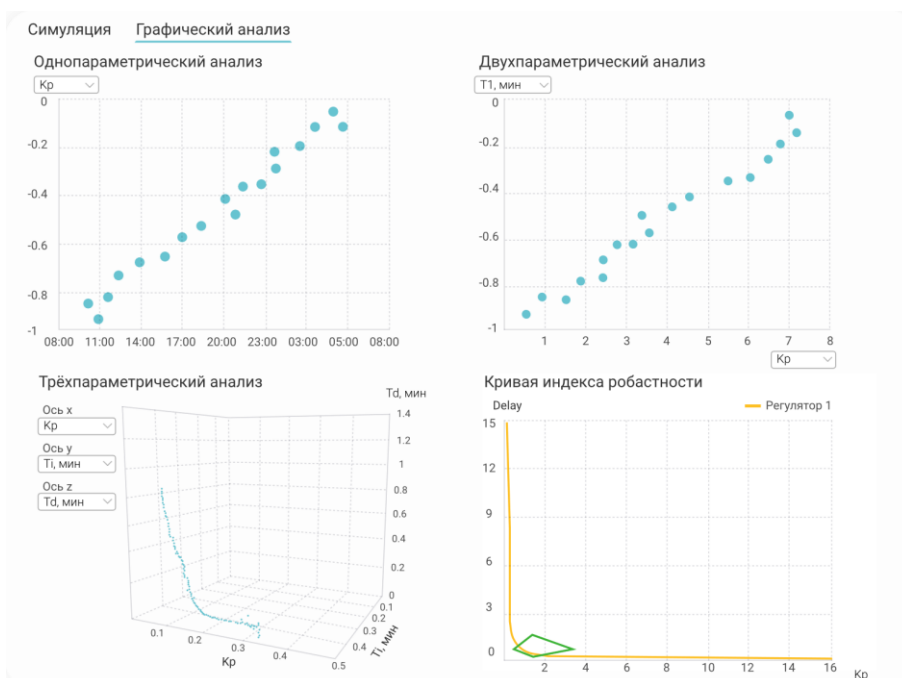 Симуляция Графический анализ
Однопараметрический анализ
Kp
0
-0.2
-0.4
-0.6
-0.8
-1
08:00 11:00 14:00 17:00 20:00 23:00 03:00 05:00 08:00
Двухпараметрический анализ
T1, мин
0
-0.2
-0.4
-0.6
-0.8
-1
1 2 3 4 5 6 7 8
Kp
Трёхпараметрический анализ
Ось x
Kp
Ось y
Ti, мин
Ось z
Td, мин
Td, мин
1.4
1.2
1
0.8
0.6
0.4
0.2
0
0.1
0.2
0.3
0.4
0.5
Ti, мин
0.1 0.2 0.3 0.4
Kp
Кривая индекса робастности
Delay
Регулятор 1
15
12
9
6
3
0
2 4 6 8 10 12 14 16
Kp